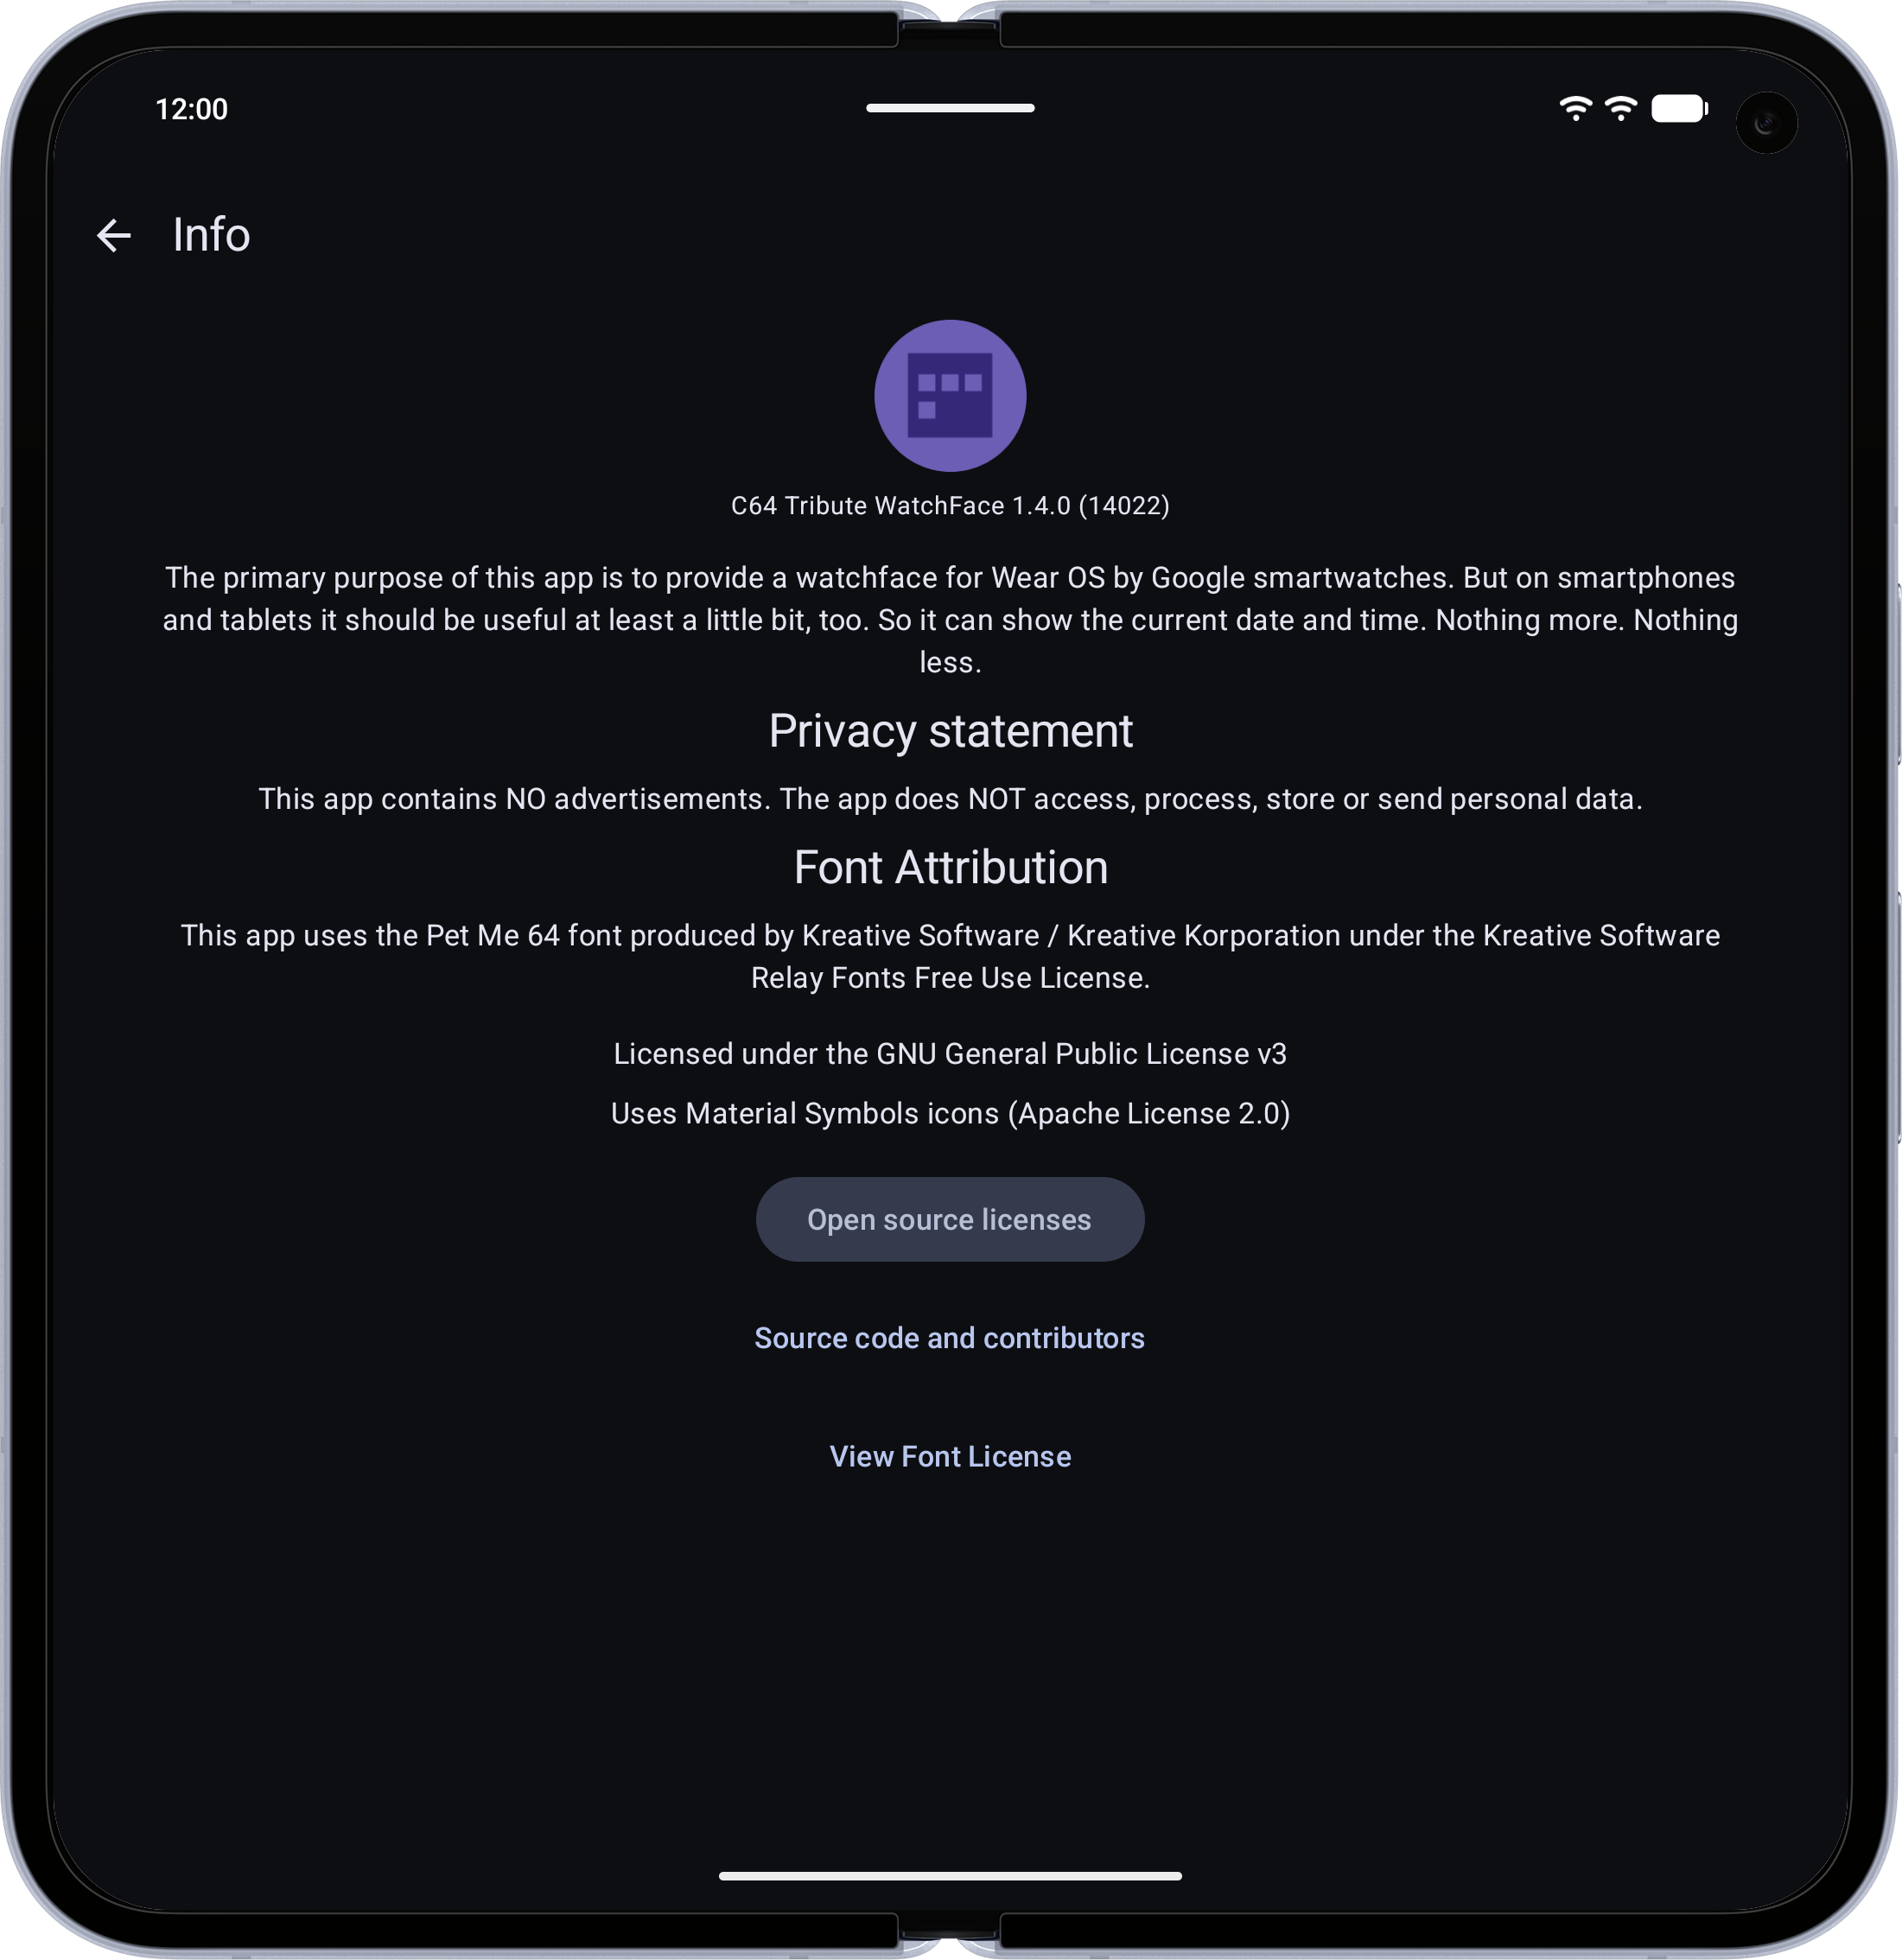 12:00
Info
C64 Tribute WatchFace 1.4.0 (14022)
The primary purpose of this app is to provide a watchface for Wear OS by Google smartwatches. But on smartphones
and tablets it should be useful at least a little bit, too. So it can show the current date and time. Nothing more. Nothing
less.
Privacy statement
This app contains NO advertisements. The app does NOT access, process, store or send personal data.
Font Attribution
This app uses the Pet Me 64 font produced by Kreative Software / Kreative Korporation under the Kreative Software
Relay Fonts Free Use License.
Licensed under the GNU General Public License v3
Uses Material Symbols icons (Apache License 2.0)
Open source licenses
Source code and contributors
View Font License